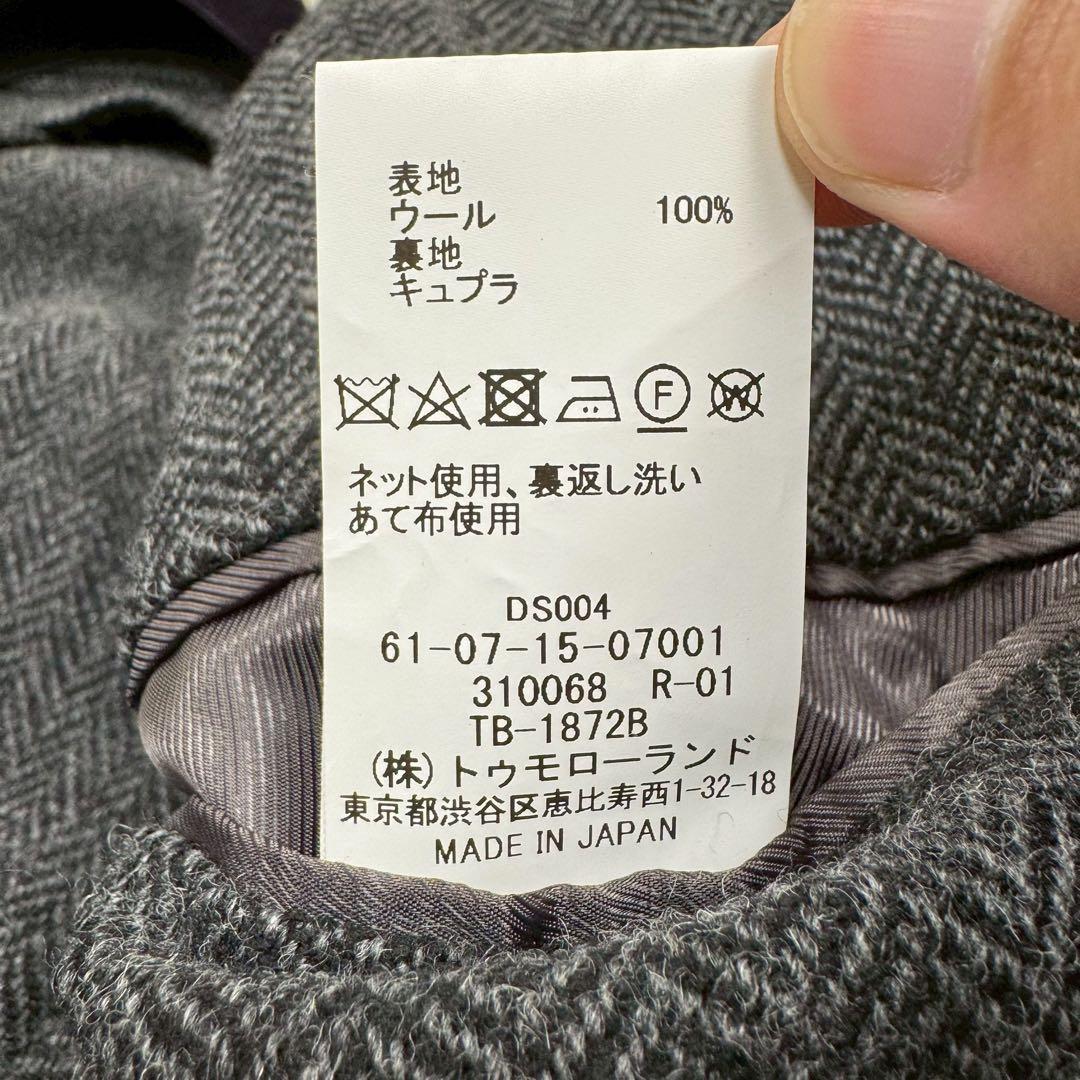 表地
ウール 100%
裏地
キュプラ
F W
ネット使用、裏返し洗い
あて布使用
DS004
61-07-15-07001
310068 R-01
TB-1872B
(株)トゥモローランド
東京都渋谷区恵比寿西1-32-18
MADE IN JAPAN